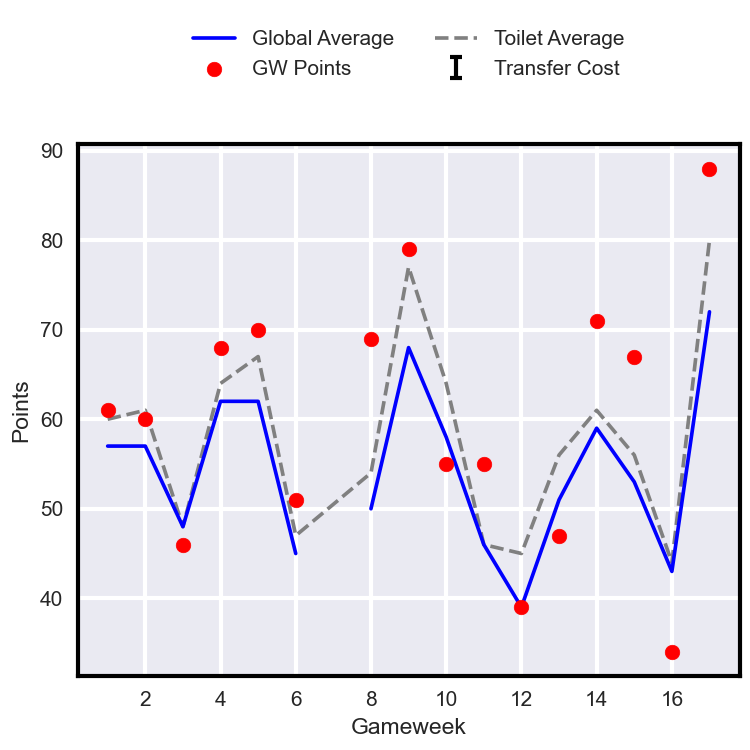 Global Average
GW Points
Toilet Average
Transfer Cost
90
80
70
60
50
40
Points
2 4 6 8 10 12 14 16
Gameweek